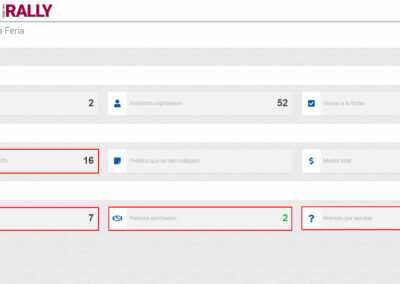 RALLY
a Feria
2
Visitantes registrados
52
Visitas a la fecha
0%
16
Pedidos que se han realizado
$
Monto total
7
Premios aprobados
2
?
Premios por aprobar